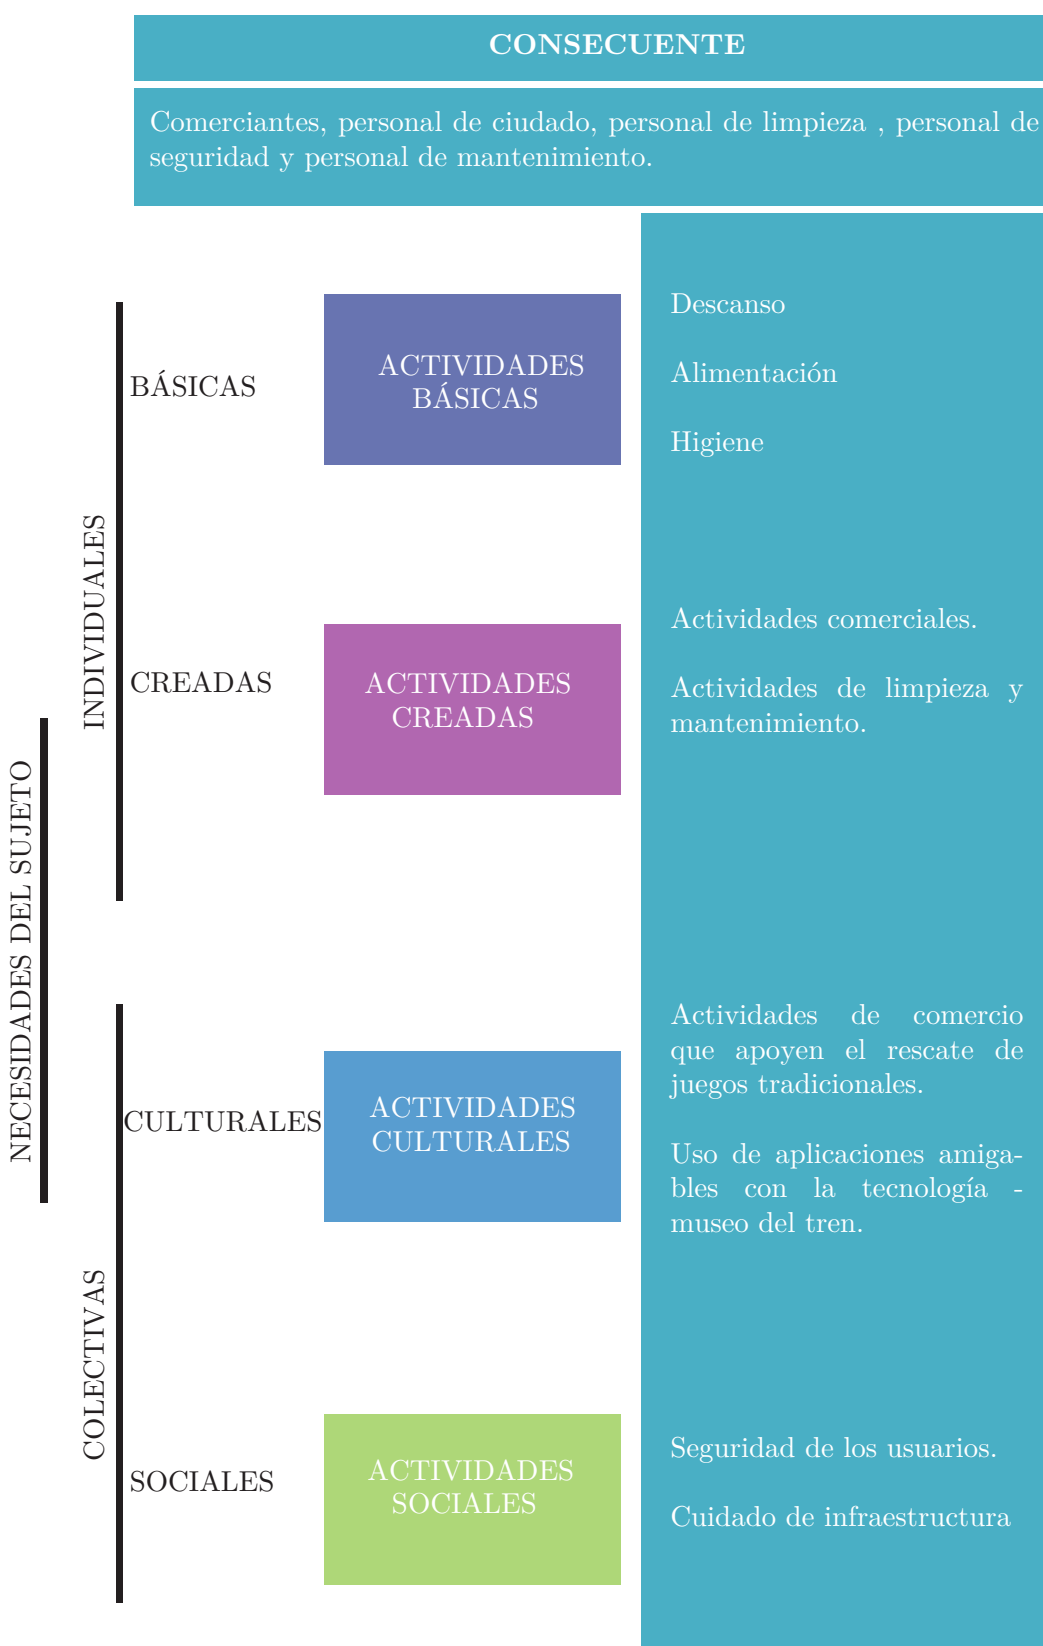 CONSECUENTE
Comerciantes, personal de ciudado, personal de limpieza , personal de
seguridad y personal de mantenimiento.
NECESIDADES DEL SUJETO
INDIVIDUALES
BÁSICAS
ACTIVIDADES
BÁSICAS
Descanso
Alimentación
Higiene
CREADAS
ACTIVIDADES
CREADAS
Actividades comerciales.
Actividades de limpieza y
mantenimiento.
COLECTIVAS
CULTURALES
ACTIVIDADES
CULTURALES
Actividades de comercio
que apoyen el rescate de
juegos tradicionales.
Uso de aplicaciones amiga-
bles con la tecnología -
museo del tren.
SOCIALES
ACTIVIDADES
SOCIALES
Seguridad de los usuarios.
Cuidado de infraestructura